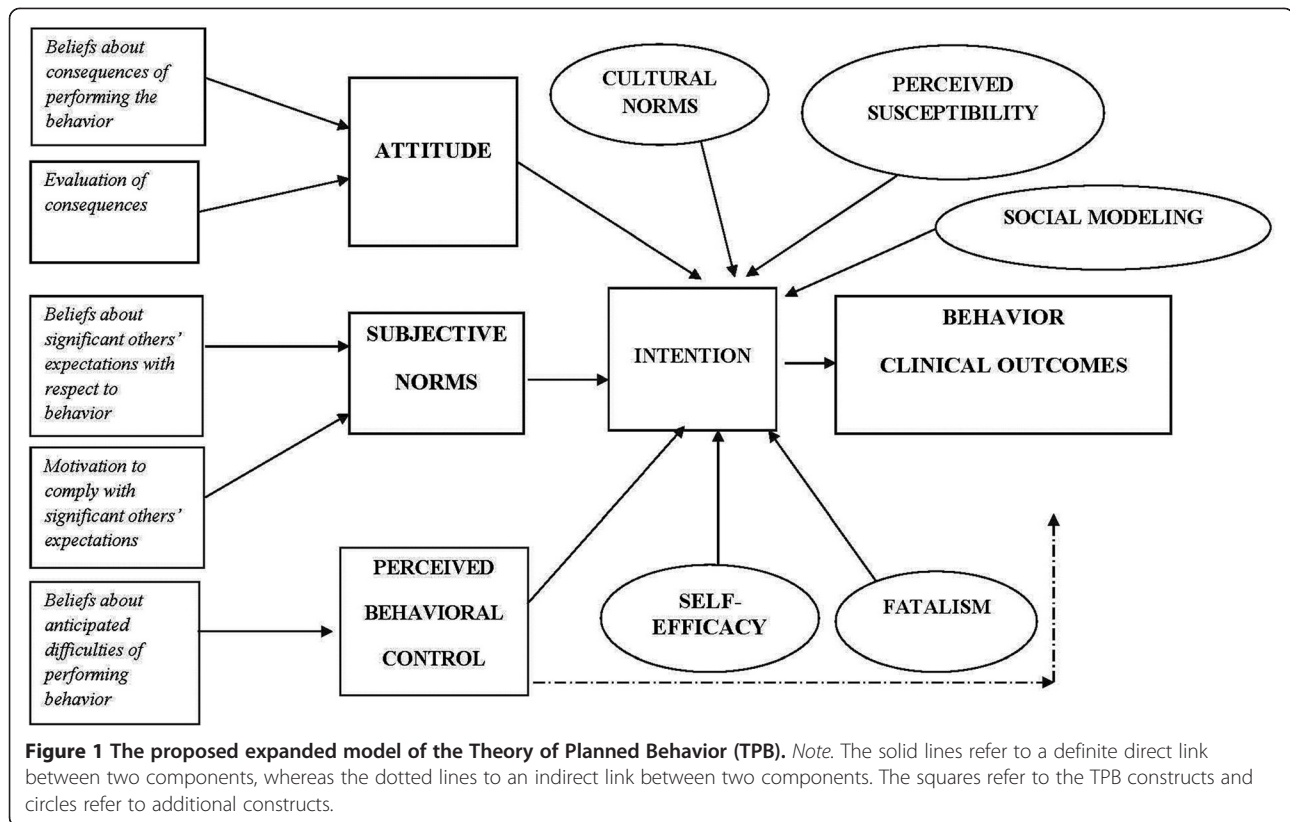 Beliefs about
consequences of
performing the
behavior
Evaluation of
consequences
ATTITUDE
CULTURAL
NORMS
PERCEIVED
SUSCEPTIBILITY
SOCIAL MODELING
Beliefs about
significant others'
expectations with
respect to
behavior
Motivation to
comply with
significant others'
expectations
SUBJECTIVE
NORMS
INTENTION
BEHAVIOR
CLINICAL OUTCOMES
Beliefs about
anticipated
difficulties of
performing
behavior
PERCEIVED
BEHAVIORAL
CONTROL
SELF-
EFFICACY
FATALISM
Figure 1 The proposed expanded model of the Theory of Planned Behavior (TPB). Note. The solid lines refer to a definite direct link
between two components, whereas the dotted lines to an indirect link between two components. The squares refer to the TPB constructs and
circles refer to additional constructs.